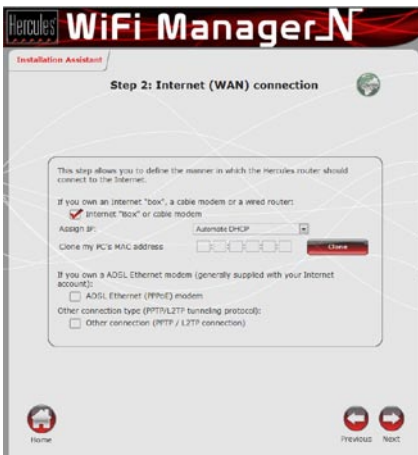 Hercules WiFi Manager_N
Installation Assistant
Step 2: Internet (WAN) connection
This step allows you to define the manner in which the Hercules router should
connect to the Internet.
If you own an Internet "box", a cable modem or a wired router:
Internet "Box" or cable modem
Assign IP:
Automate DHCP
Clone my PC's MAC address
Clone
If you own a ADSL Ethernet modem (generally supplied with your Internet
account):
ADSL Ethernet (PPPoE) modem
Other connection type (PPTP/L2TP tunneling protocol):
Other connection (PPTP / L2TP connection)
Home
Previous Next